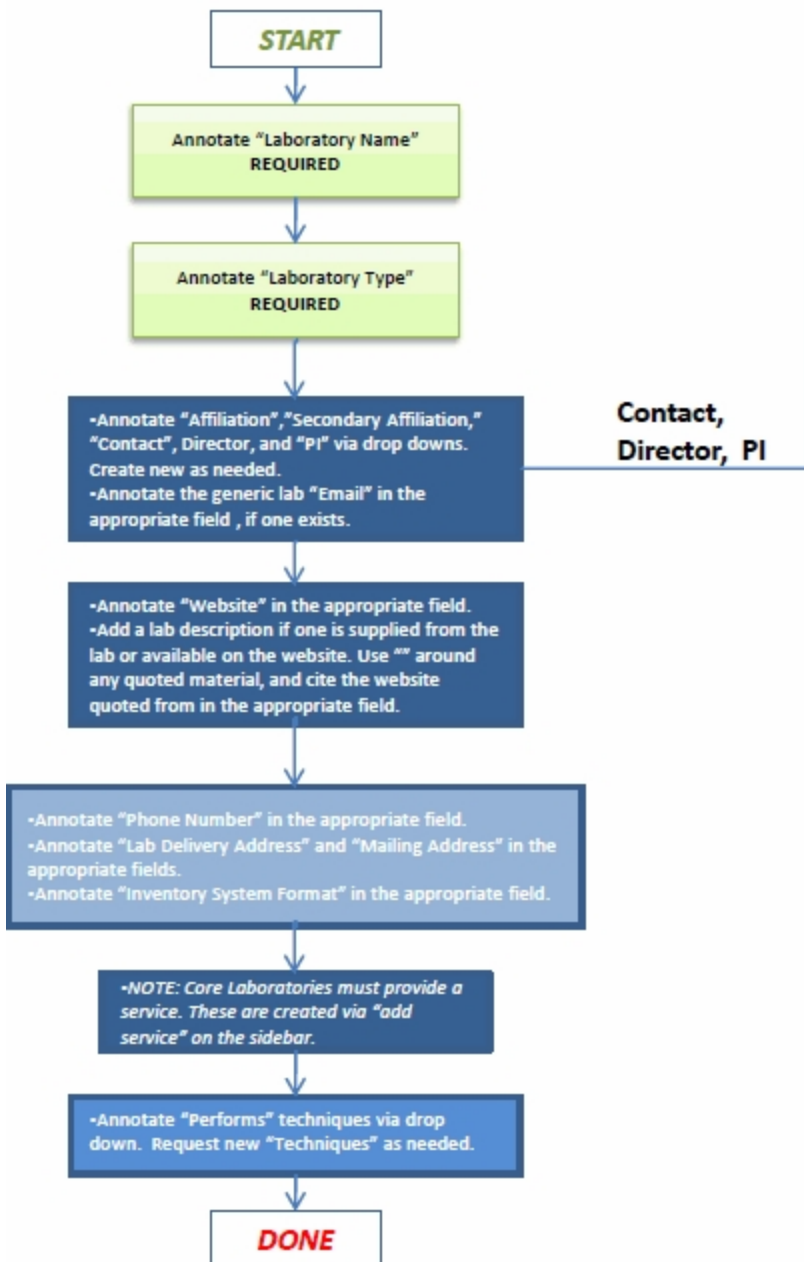 START
Annotate “Laboratory Name”
REQUIRED
Annotate “Laboratory Type”
REQUIRED
▪Annotate “Affiliation”,“Secondary Affiliation,”
“Contact”, Director, and “PI” via drop downs.
Create new as needed.
▪Annotate the generic lab “Email” in the
appropriate field , if one exists.
Contact,
Director, PI
▪Annotate “Website” in the appropriate field.
▪Add a lab description if one is supplied from the
lab or available on the website. Use “” around
any quoted material, and cite the website
quoted from in the appropriate field.
▪Annotate “Phone Number” in the appropriate field.
▪Annotate “Lab Delivery Address” and “Mailing Address” in the
appropriate fields.
▪Annotate “Inventory System Format” in the appropriate field.
▪NOTE: Core Laboratories must provide a
service. These are created via “add
service” on the sidebar.
▪Annotate “Performs” techniques via drop
down. Request new “Techniques” as needed.
DONE